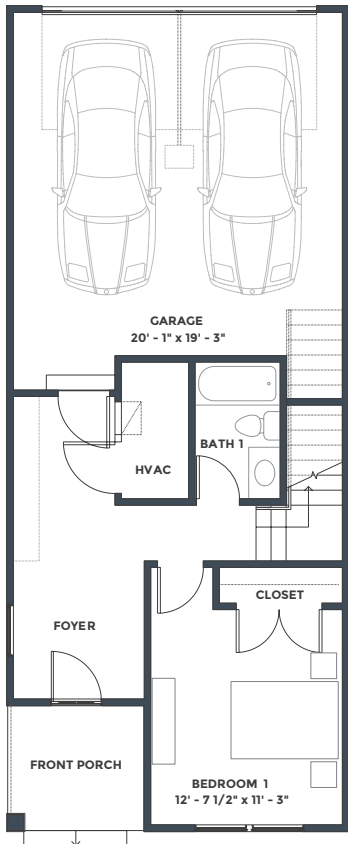 GARAGE
20' - 1" x 19' - 3"
BATH 1
HVAC
CLOSET
FOYER
FRONT PORCH
BEDROOM 1
12' - 7 1/2" x 11' - 3"